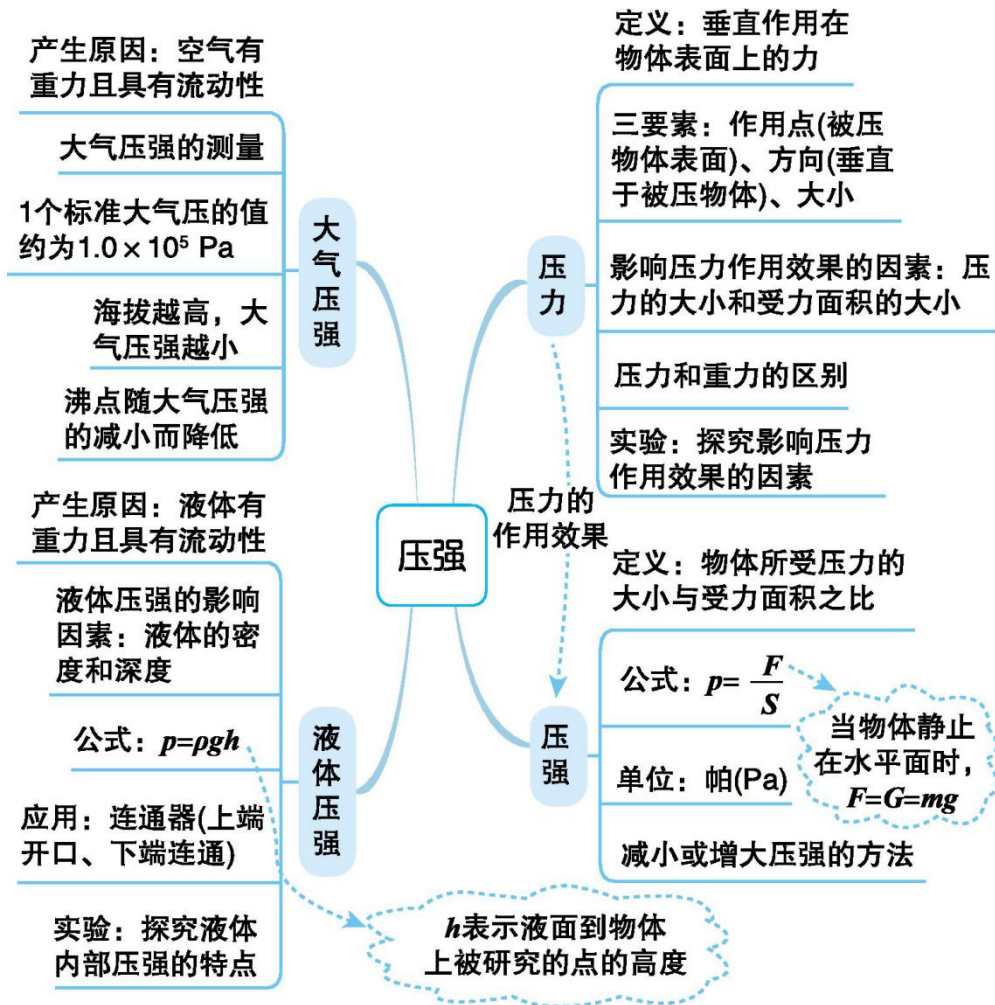 产生原因：空气有
重力且具有流动性
大气压强的测量
1个标准大气压的值
约为1.0×10⁵ Pa
海拔越高，大
气压强越小
沸点随大气压强
的减小而降低
大气压强
定义：垂直作用在
物体表面上的力
三要素：作用点(被压
物体表面)、方向(垂直
于被压物体)、大小
影响压力作用效果的因素：压
力的大小和受力面积的大小
压力和重力的区别
实验：探究影响压力
作用效果的因素
压力
压力的
作用效果
压强
产生原因：液体有
重力且具有流动性
液体压强的影响
因素：液体的密
度和深度
公式：p=ρgh
应用：连通器(上端
开口、下端连通)
实验：探究液体
内部压强的特点
液体压强
h表示液面到物体
上被研究的点的高度
定义：物体所受压力的
大小与受力面积之比
公式：p=F/S
单位：帕(Pa)
减小或增大压强的方法
压强
当物体静止
在水平面时，
F=G=mg